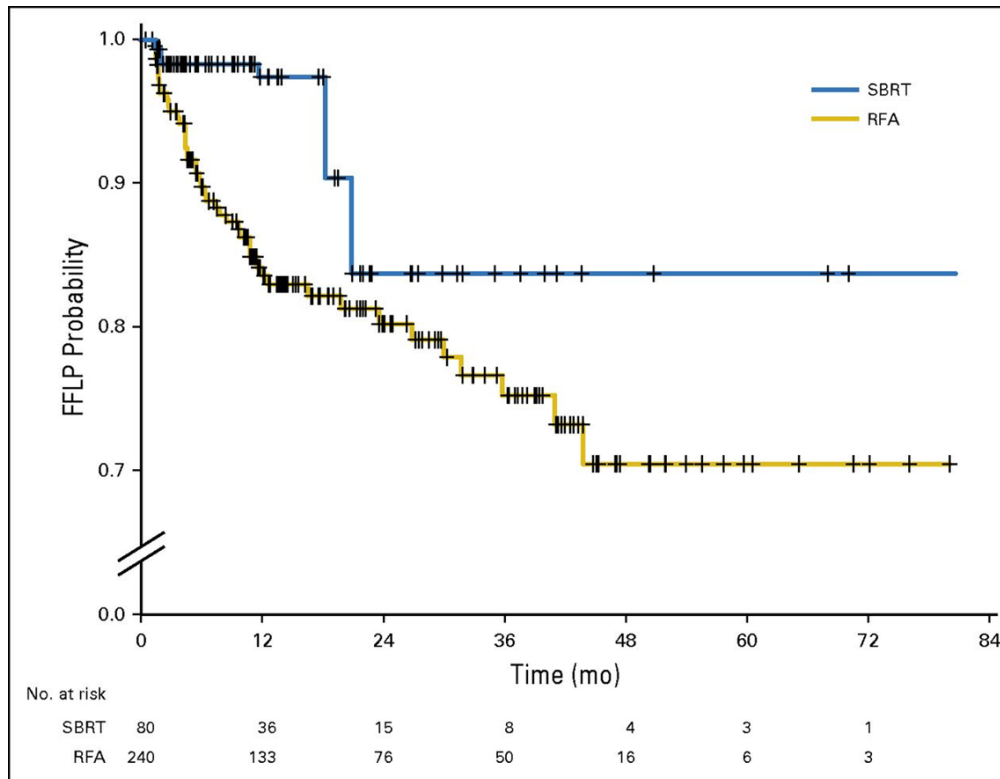 1.0
0.9
0.8
0.7
0.0
FFLP Probability
SBRT
RFA
0 12 24 36 48 60 72 84
Time (mo)
No. at risk
SBRT 80 36 15 8 4 3 1
RFA 240 133 76 50 16 6 3